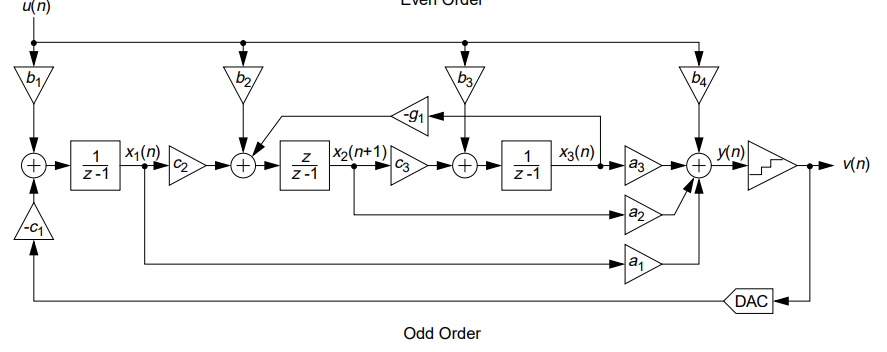 Even Order
u(n)
b1 b2 b3 b4
-g1
1 x1(n) z x2(n+1) 1 x3(n) y(n)
c2 c3 a3 v(n)
z -1 z -1 z -1
a2
-c1
a1
DAC
Odd Order